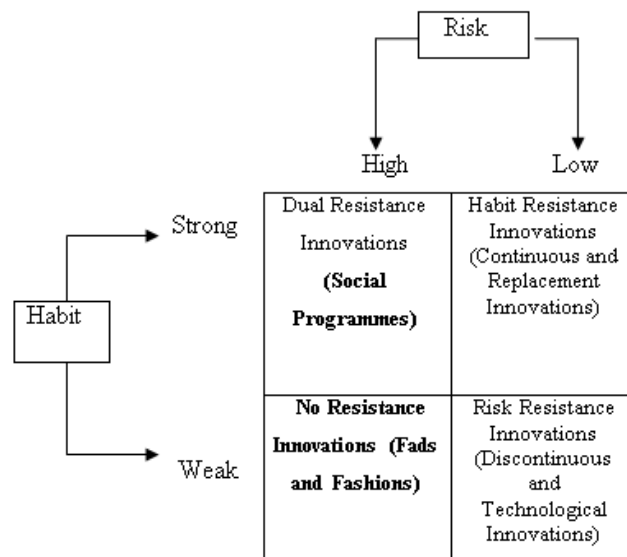 Risk
High
Low
Strong
Dual Resistance
Innovations
(Social
Programmes)
Habit Resistance
Innovations
(Continuous and
Replacement
Innovations)
Habit
Weak
No Resistance
Innovations (Fads
and Fashions)
Risk Resistance
Innovations
(Discontinuous
and
Technological
Innovations)